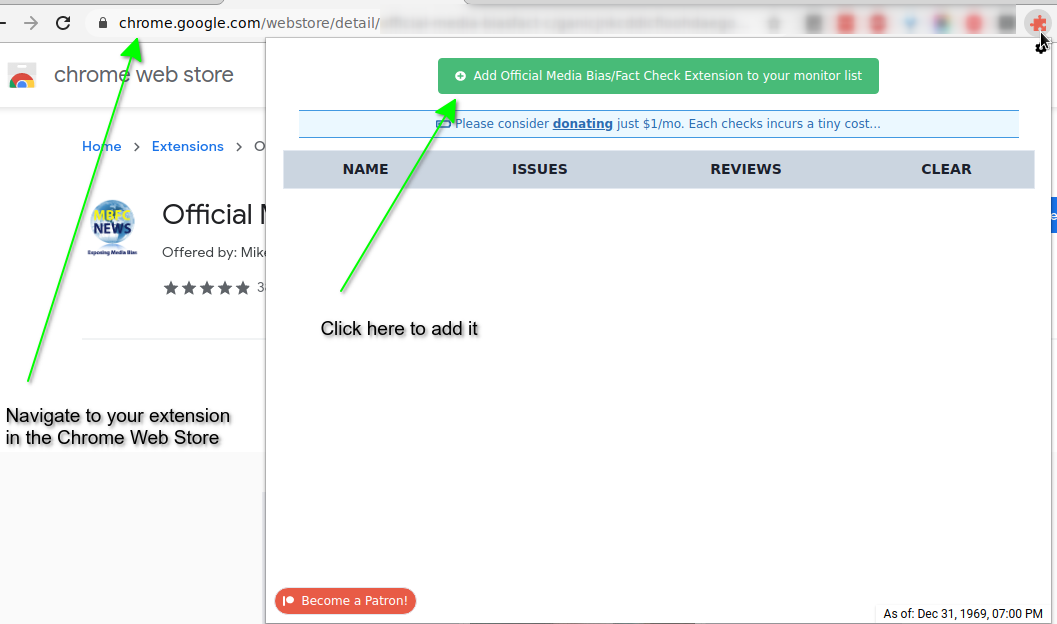 chrome.google.com/webstore/detail/
chrome web store
Add Official Media Bias/Fact Check Extension to your monitor list
Please consider donating just $1/mo. Each checks incurs a tiny cost...
Home > Extensions > O
NAME ISSUES REVIEWS CLEAR
MBFC
NEWS
Exposing Media Bias
Official
Offered by: Mike
3
Click here to add it
Navigate to your extension
in the Chrome Web Store
Become a Patron!
As of: Dec 31, 1969, 07:00 PM